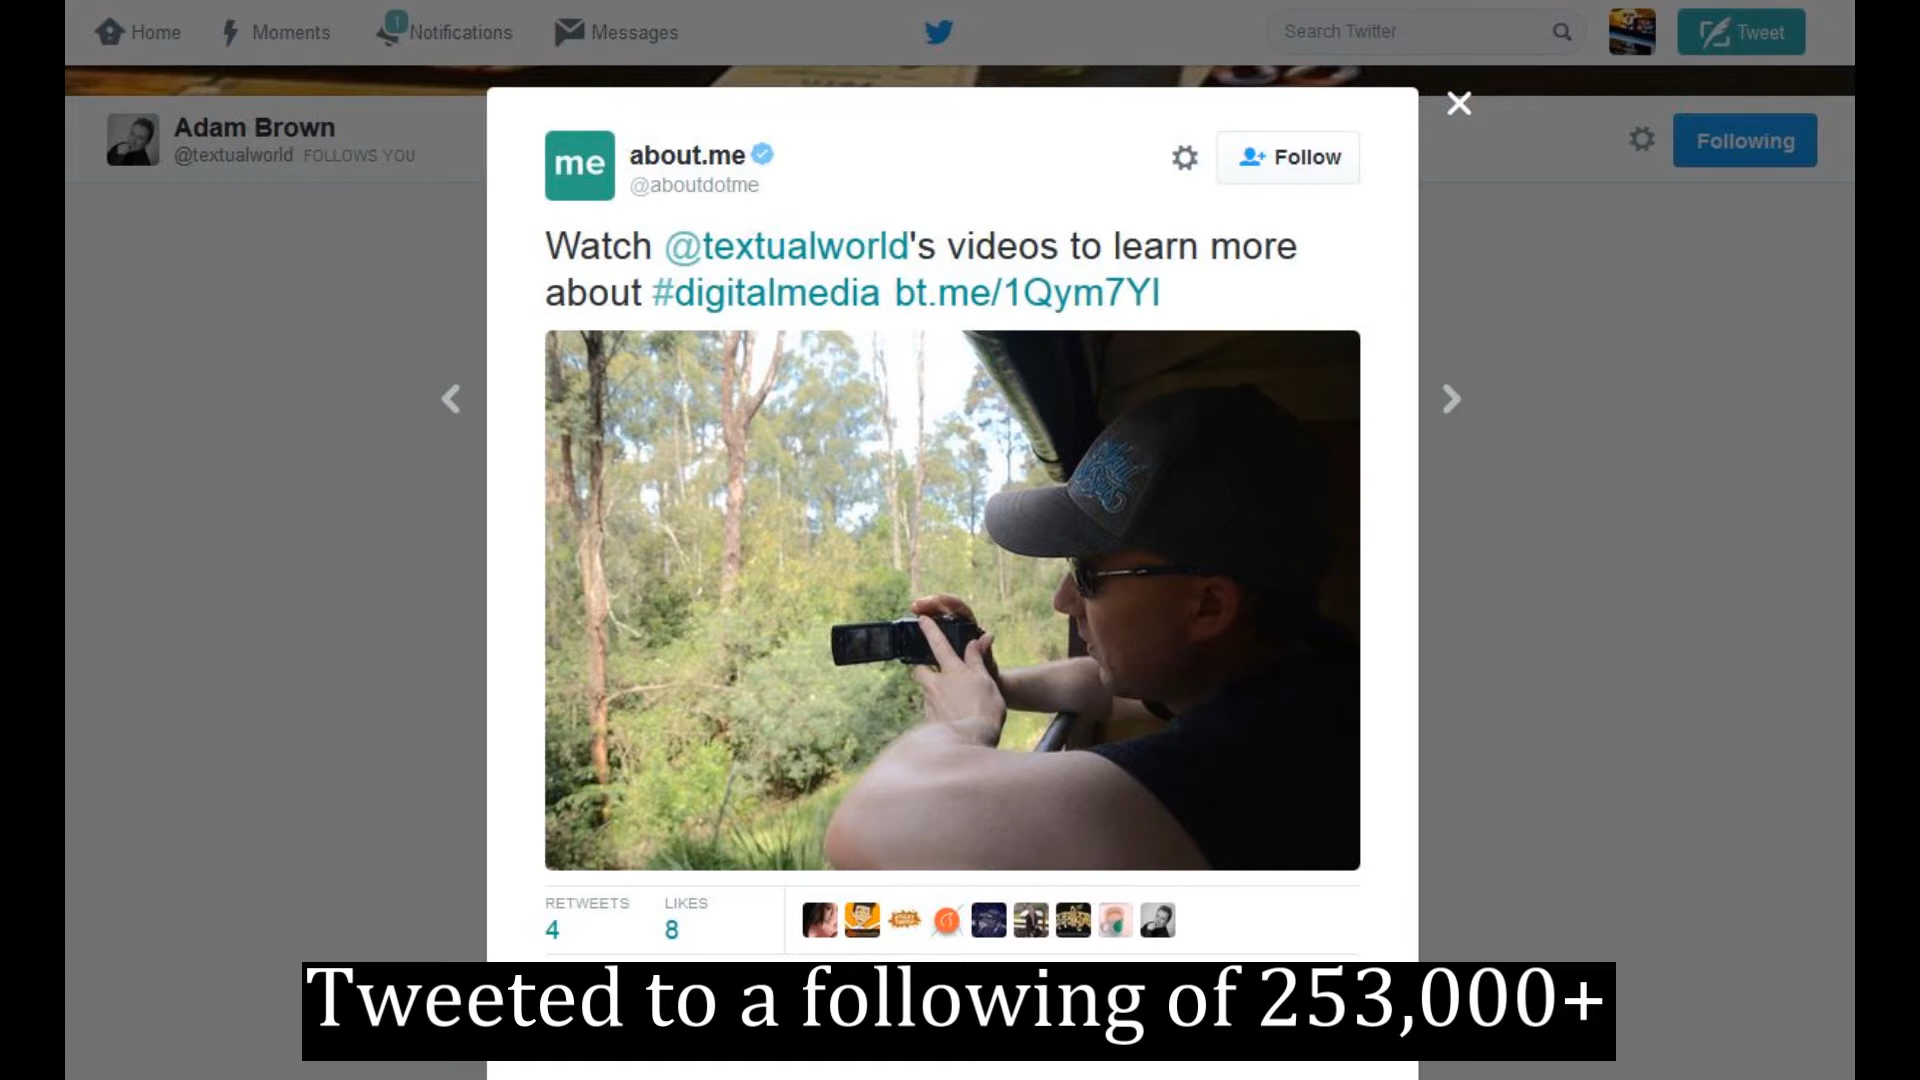 Home
Moments
1
Notifications
Messages
Search Twitter
Tweet
Adam Brown
@textualworld FOLLOWS YOU
Following
me
about.me
@aboutdotme
Follow
Watch @textualworld's videos to learn more
about #digitalmedia bt.me/1Qym7YI
RETWEETS
4
LIKES
8
Tweeted to a following of 253,000+